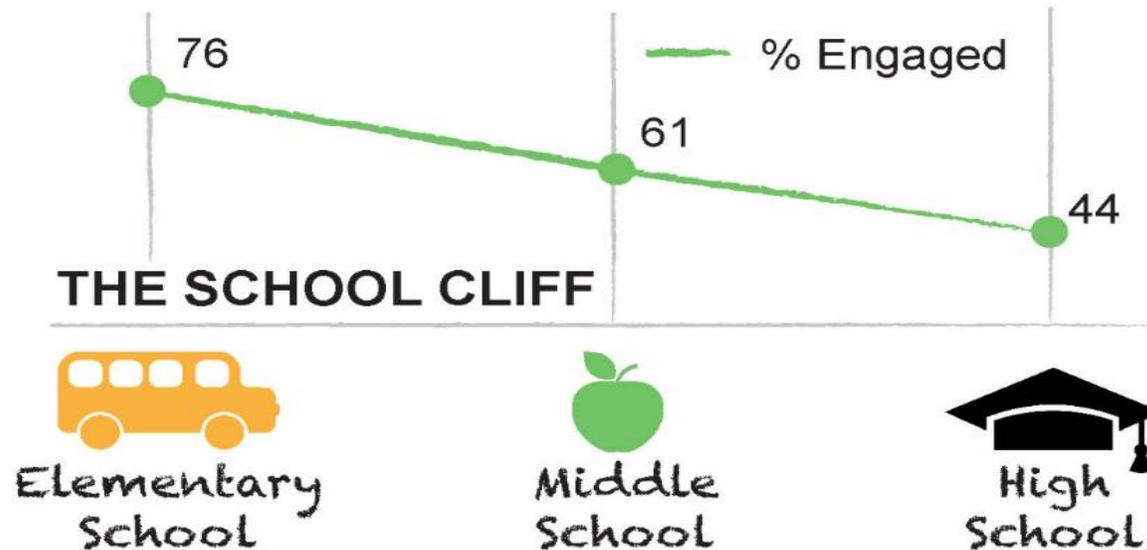 76
% Engaged
61
44
THE SCHOOL CLIFF
Elementary
School
Middle
School
High
School